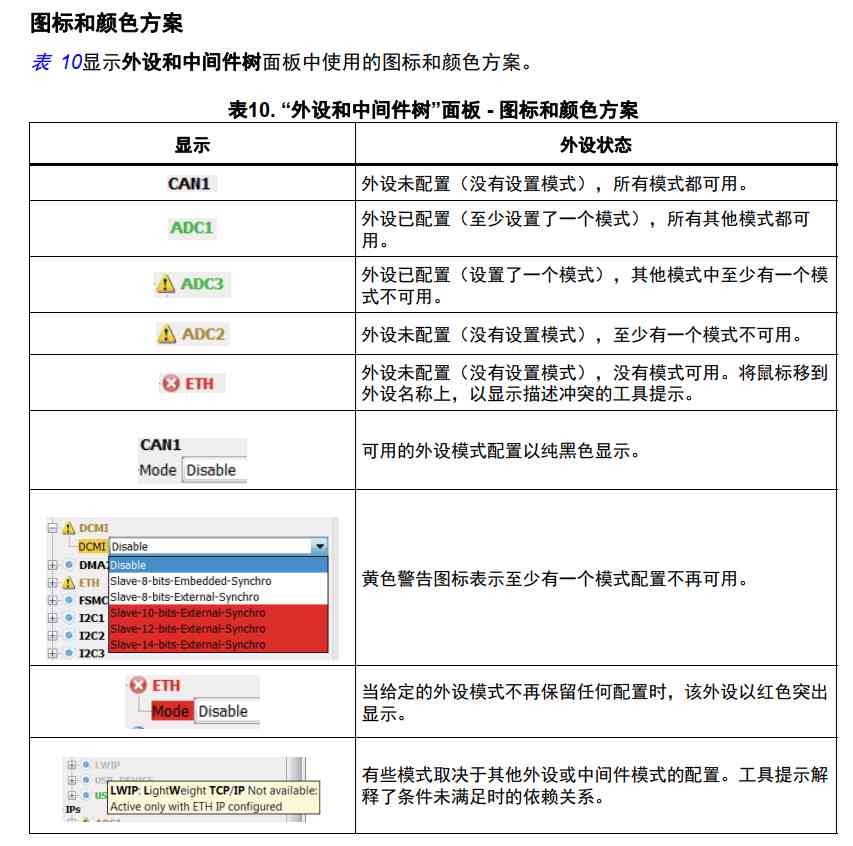 图标和颜色方案
表 10显示外设和中间件树面板中使用的图标和颜色方案。
表10. “外设和中间件树”面板 - 图标和颜色方案
显示
外设状态
CAN1
外设未配置（没有设置模式），所有模式都可用。
ADC1
外设已配置（至少设置了一个模式），所有其他模式都可
用。
ADC3
外设已配置（设置了一个模式），其他模式中至少有一个模
式不可用。
ADC2
外设未配置（没有设置模式），至少有一个模式不可用。
ETH
外设未配置（没有设置模式），没有模式可用。将鼠标移到
外设名称上，以显示描述冲突的工具提示。
CAN1
Mode Disable
可用的外设模式配置以纯黑色显示。
DCMI
DCMI Disable
DMA Disable
ETH Slave-8-bits-Embedded-Synchro
FSMC Slave-8-bits-External-Synchro
I2C1 Slave-10-bits-External-Synchro
I2C2 Slave-12-bits-External-Synchro
I2C3 Slave-14-bits-External-Synchro
黄色警告图标表示至少有一个模式配置不再可用。
ETH
Mode Disable
当给定的外设模式不再保留任何配置时，该外设以红色突出
显示。
LWIP
USB_DEVICE
US LWIP: LightWeight TCP/IP Not available:
IPs Active only with ETH IP configured
有些模式取决于其他外设或中间件模式的配置。工具提示解
释了条件未满足时的依赖关系。